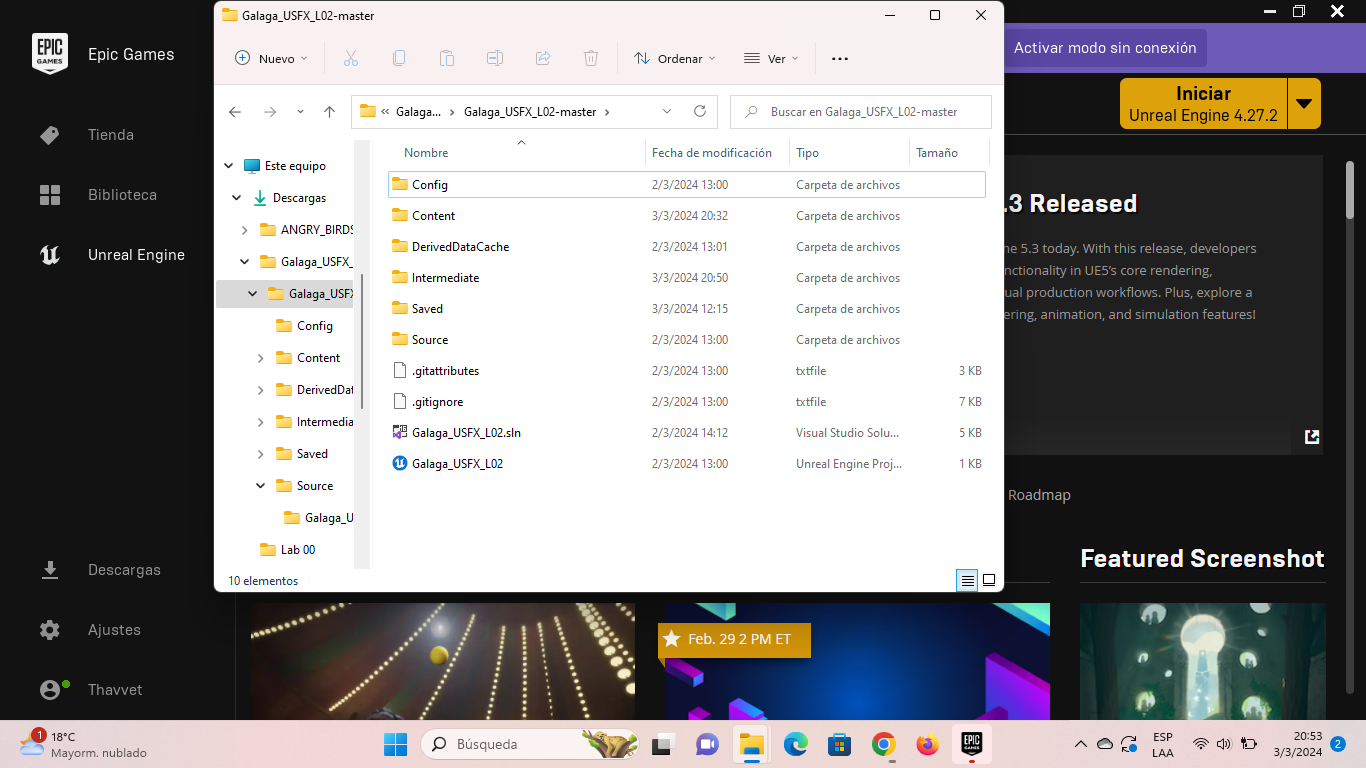 Galaga_USFX_L02-master
EPIC
GAMES
Epic Games
Tienda
Biblioteca
Unreal Engine
Descargas
Ajustes
Thavvet
Nuevo
Ordenar
Ver
Galaga...
Galaga_USFX_L02-master
Buscar en Galaga_USFX_L02-master
Este equipo
Descargas
ANGRY_BIRDS
Galaga_USFX_
Galaga_USFX
Config
Content
DerivedDat
Intermedia
Saved
Source
Galaga_U
Lab 00
Nombre Fecha de modificación Tipo Tamaño
Config 2/3/2024 13:00 Carpeta de archivos
Content 3/3/2024 20:32 Carpeta de archivos
DerivedDataCache 2/3/2024 13:01 Carpeta de archivos
Intermediate 3/3/2024 20:50 Carpeta de archivos
Saved 3/3/2024 12:15 Carpeta de archivos
Source 2/3/2024 13:00 Carpeta de archivos
.gitattributes 2/3/2024 13:00 txtfile 3 KB
.gitignore 2/3/2024 13:00 txtfile 7 KB
Galaga_USFX_L02.sln 2/3/2024 14:12 Visual Studio Solu... 5 KB
Galaga_USFX_L02 2/3/2024 13:00 Unreal Engine Proj... 1 KB
10 elementos
Activar modo sin conexión
Iniciar
Unreal Engine 4.27.2
.3 Released
ne 5.3 today. With this release, developers
nctionality in UE5's core rendering,
ual production workflows. Plus, explore a
ering, animation, and simulation features!
Roadmap
Featured Screenshot
Feb. 29 2 PM ET
1
18°C
Mayorm. nublado
Búsqueda
EPIC
GAMES
ESP
LAA
20:53
3/3/2024
2